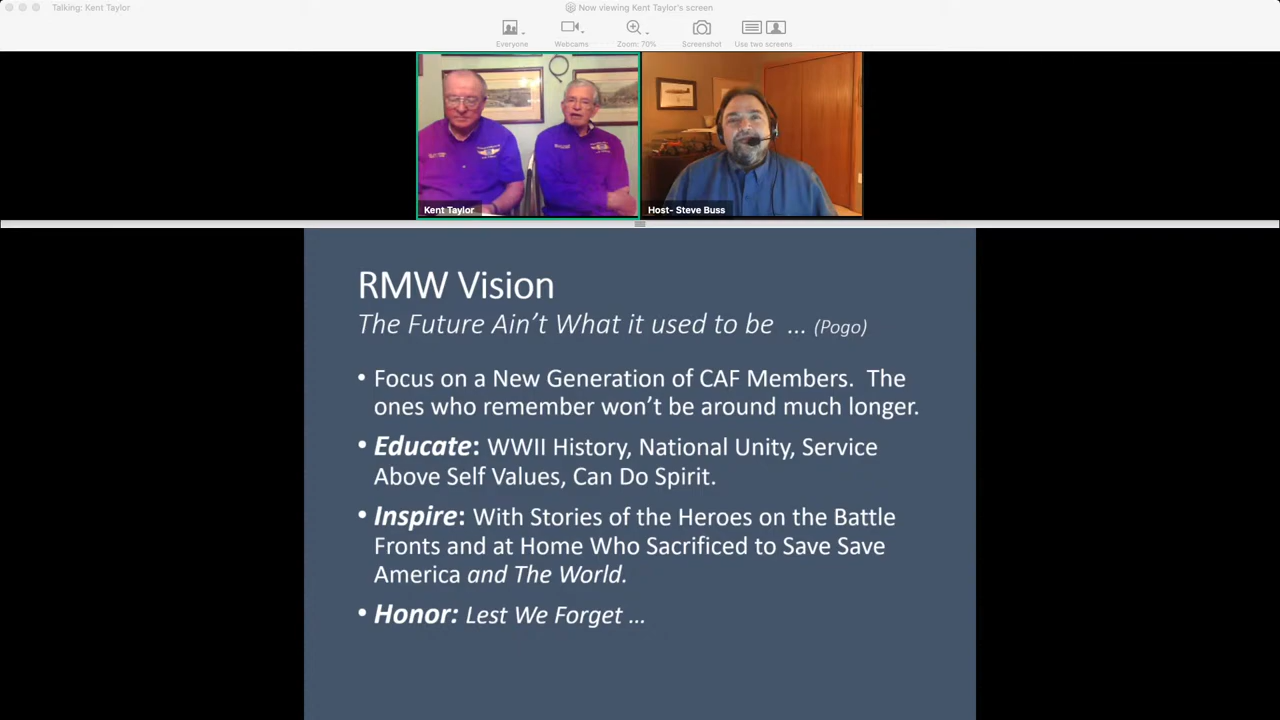 Talking: Kent Taylor
Now viewing Kent Taylor's screen
Everyone
Webcams
Zoom: 70%
Screenshot
Use two screens
Kent Taylor
Host- Steve Buss
RMW Vision
The Future Ain't What it used to be ... (Pogo)
• Focus on a New Generation of CAF Members. The
ones who remember won't be around much longer.
• Educate: WWII History, National Unity, Service
Above Self Values, Can Do Spirit.
• Inspire: With Stories of the Heroes on the Battle
Fronts and at Home Who Sacrificed to Save Save
America and The World.
• Honor: Lest We Forget ...